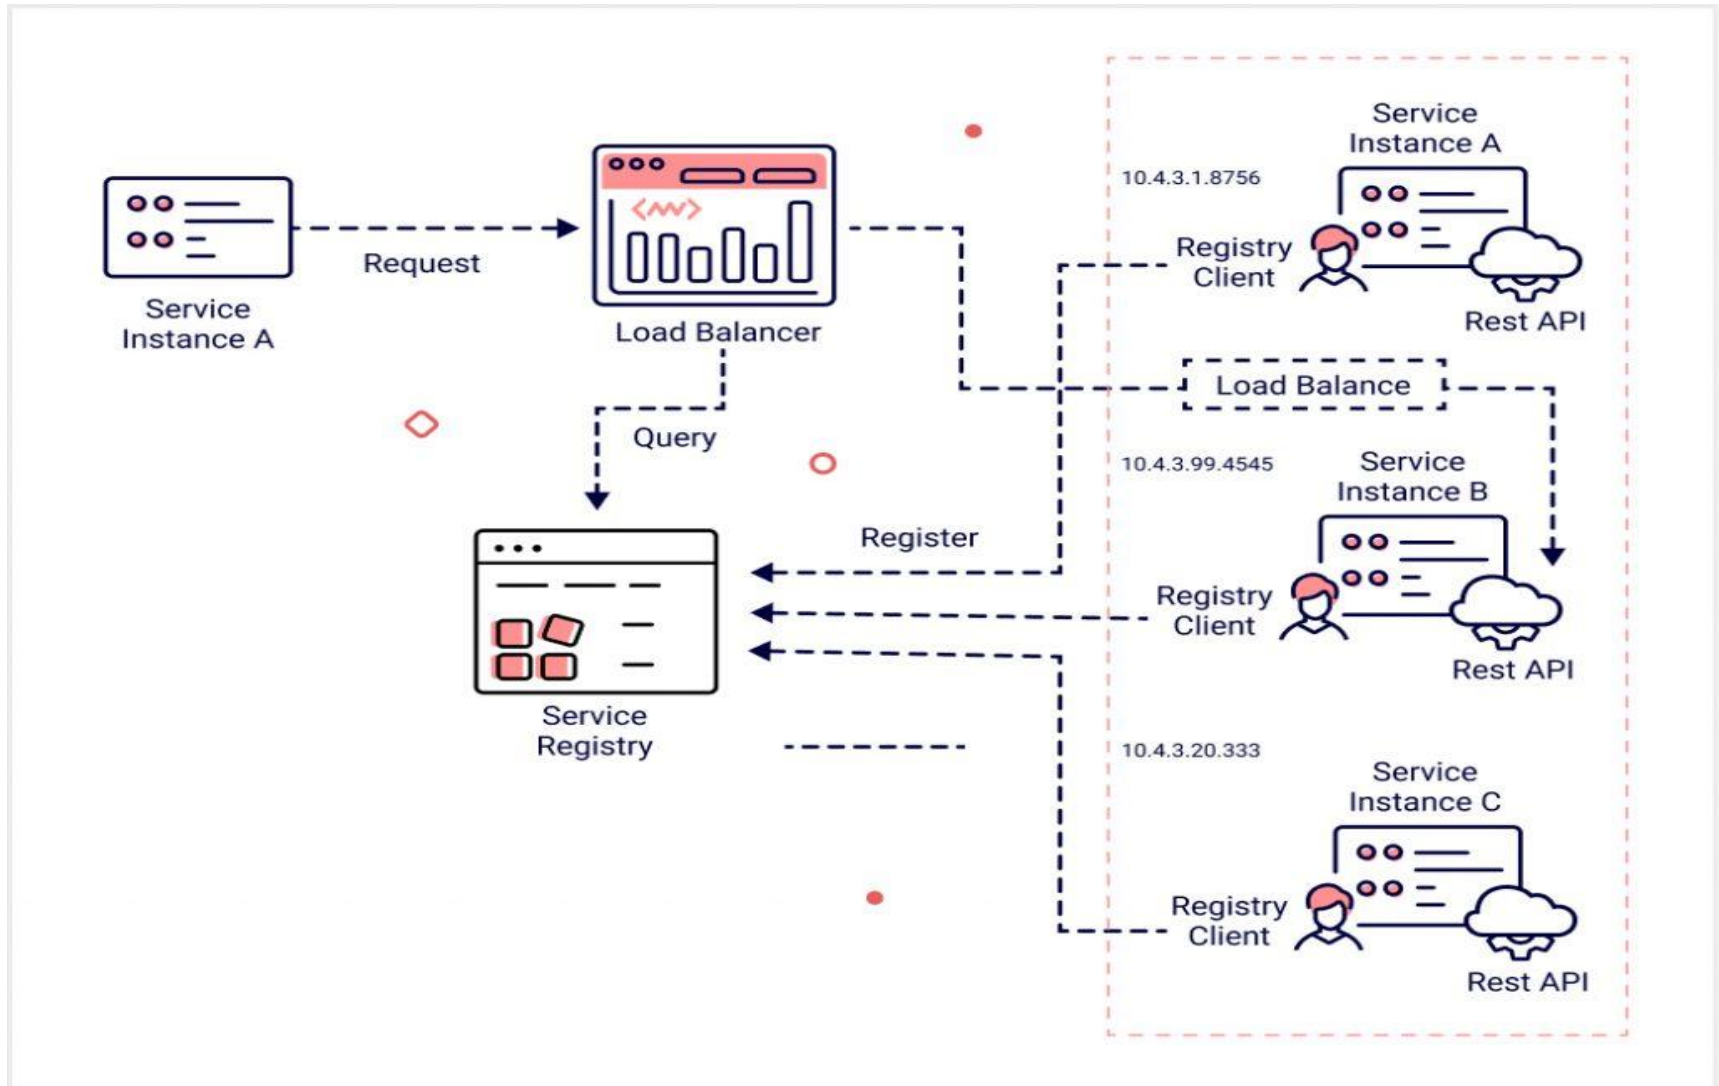 Service
Instance A
Request
Load Balancer
Query
Service
Registry
Register
10.4.3.1.8756
Service
Instance A
Registry
Client
Rest API
Load Balance
10.4.3.99.4545
Service
Instance B
Registry
Client
Rest API
10.4.3.20.333
Service
Instance C
Registry
Client
Rest API